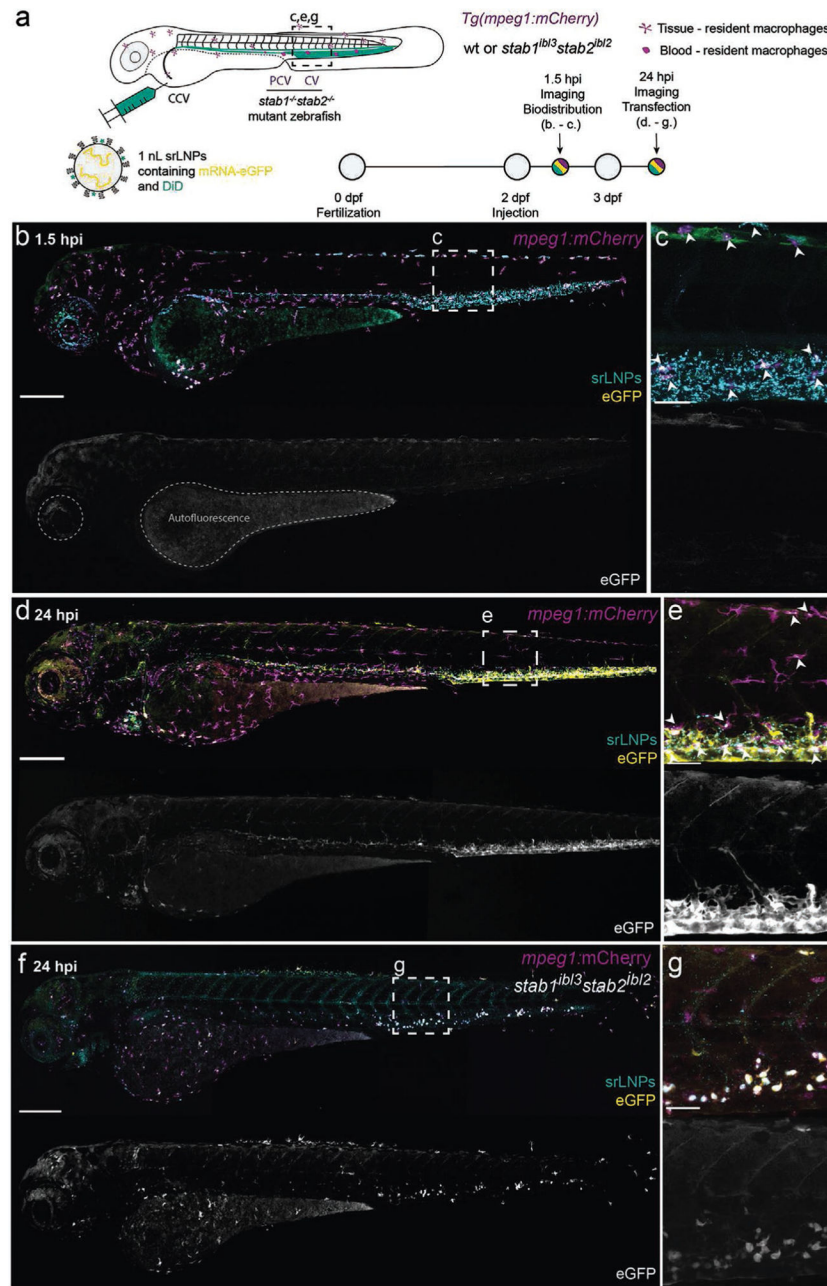 a
c,e,g
Tg(mpeg1:mCherry)
wt or stab1ibl3stab2ibl2
Tissue - resident macrophages
Blood - resident macrophages
PCV CV
CCV
stab1-/-stab2-/-
mutant zebrafish
1 nL srLNPs
containing mRNA-eGFP
and DiD
1.5 hpi
Imaging
Biodistribution
(b. - c.)
24 hpi
Imaging
Transfection
(d. - g.)
0 dpf
Fertilization
2 dpf
Injection
3 dpf
b 1.5 hpi
c
mpeg1:mCherry
srLNPs
eGFP
Autofluorescence
eGFP
c
d 24 hpi
e
mpeg1:mCherry
srLNPs
eGFP
eGFP
e
f 24 hpi
g
mpeg1:mCherry
stab1ibl3stab2ibl2
srLNPs
eGFP
eGFP
g